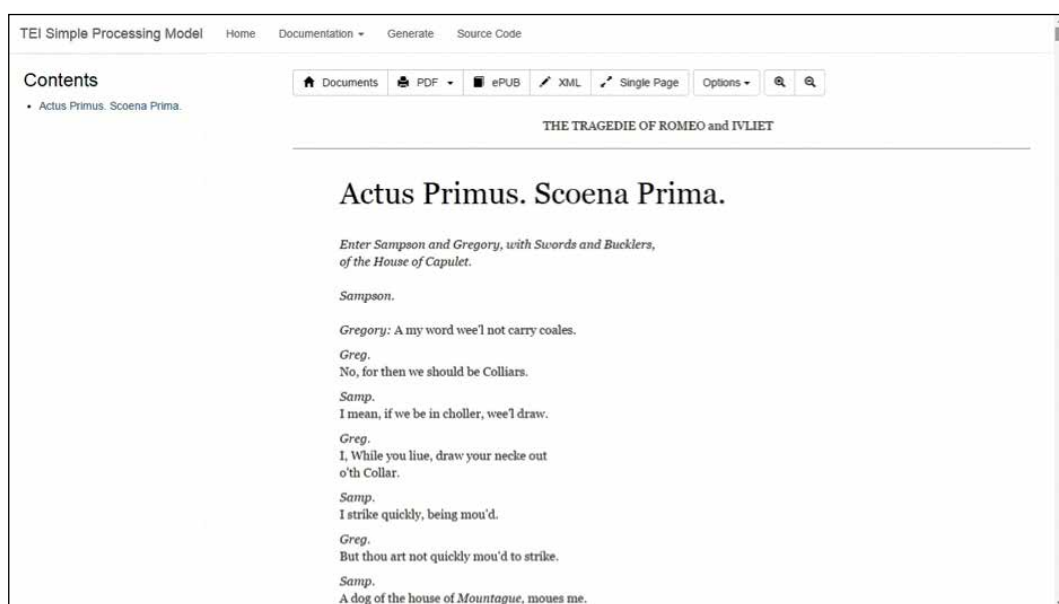 TEI Simple Processing Model Home Documentation Generate Source Code
Contents
Actus Primus. Scoena Prima.
Documents PDF ePUB XML Single Page Options
THE TRAGEDIE OF ROMEO and IVLIET
Actus Primus. Scoena Prima.
Enter Sampson and Gregory, with Swords and Bucklers,
of the House of Capulet.
Sampson.
Gregory: A my word wee'l not carry coales.
Greg.
No, for then we should be Colliars.
Samp.
I mean, if we be in choller, wee'l draw.
Greg.
I, While you liue, draw your necke out
o'th Collar.
Samp.
I strike quickly, being mou'd.
Greg.
But thou art not quickly mou'd to strike.
Samp.
A dog of the house of Mountague, moues me.